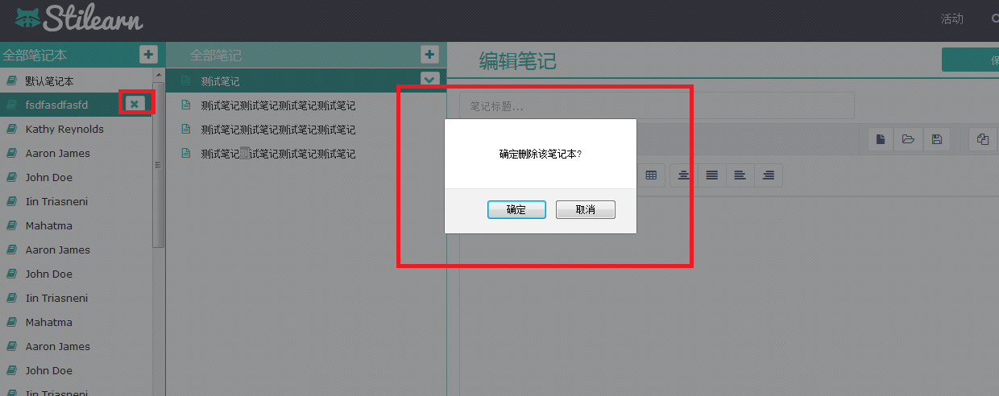 Stilearn
活动
全部笔记本
默认笔记本
fsdfasdfasfd
Kathy Reynolds
Aaron James
John Doe
Iin Triasneni
Mahatma
Aaron James
John Doe
Iin Triasneni
Mahatma
Aaron James
John Doe
Iin Triasneni
全部笔记
测试笔记
测试笔记测试笔记测试笔记测试笔记
测试笔记测试笔记测试笔记测试笔记
测试笔记测试笔记测试笔记测试笔记
编辑笔记
保
笔记标题...
确定删除该笔记本?
确定
取消